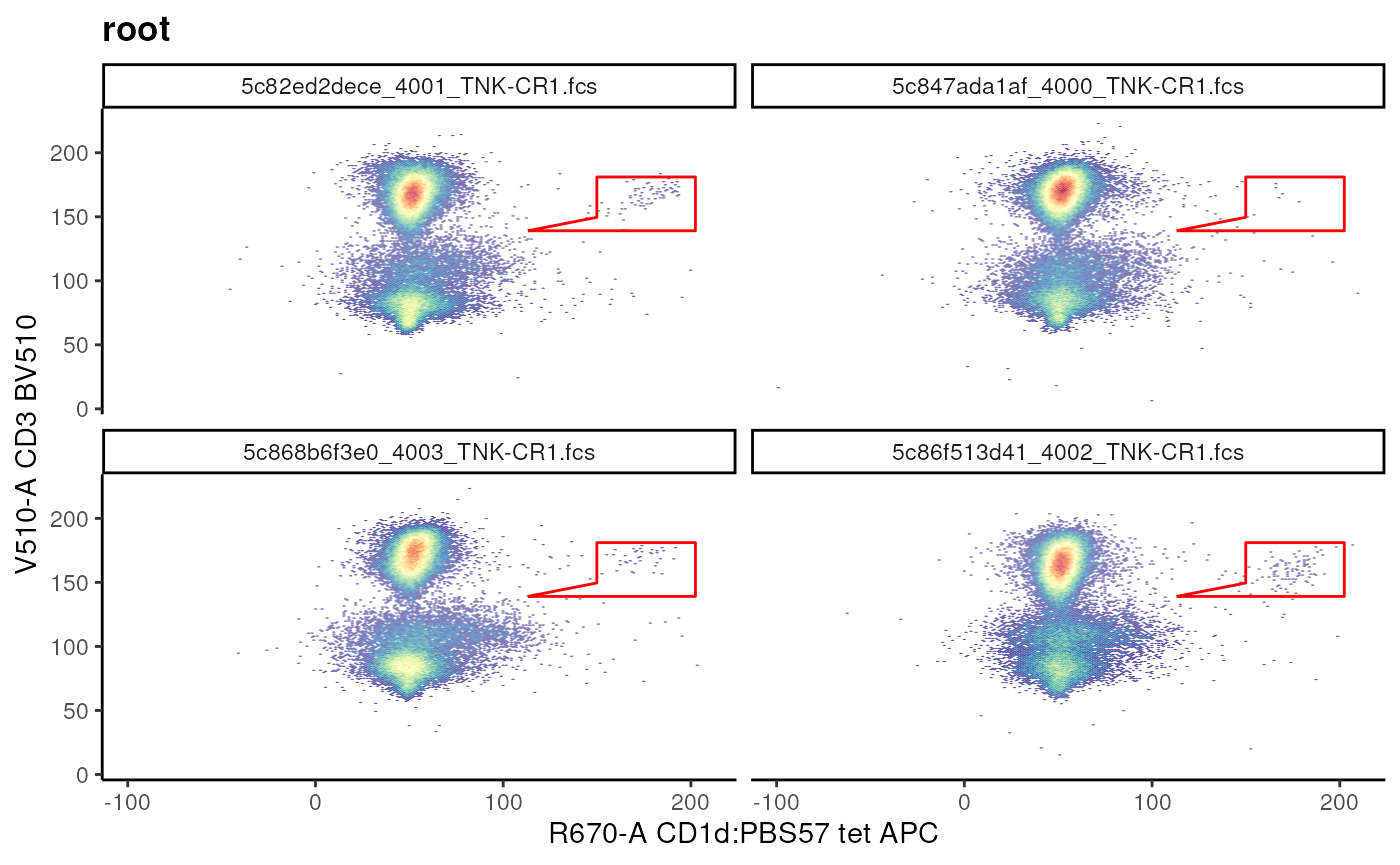 root
5c82ed2dece_4001_TNK-CR1.fcs
5c847ada1af_4000_TNK-CR1.fcs
200
150
100
50
0
5c868b6f3e0_4003_TNK-CR1.fcs
5c86f513d41_4002_TNK-CR1.fcs
200
150
100
50
0
V510-A CD3 BV510
-100 0 100 200
-100 0 100 200
R670-A CD1d:PBS57 tet APC